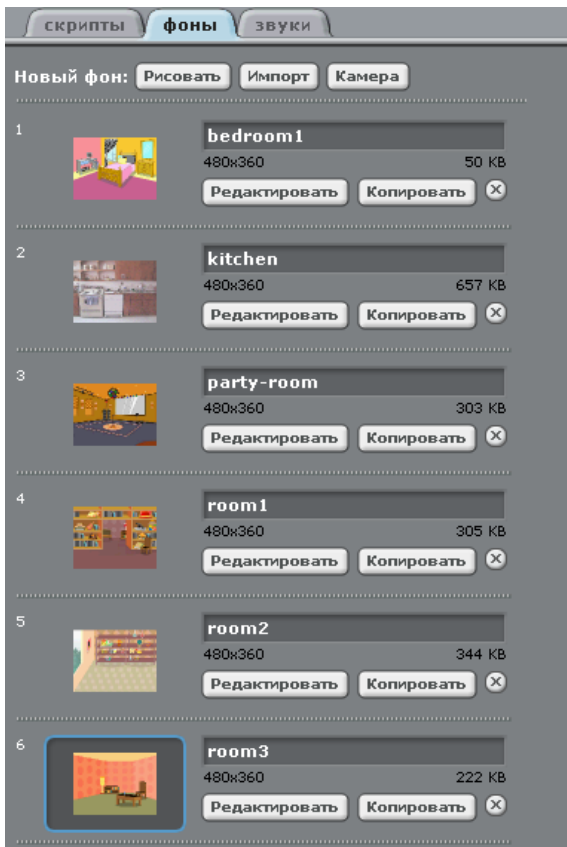 скрипты фоны звуки
Новый фон: Рисовать Импорт Камера
1
bedroom1
480x360 50 KB
Редактировать Копировать
2
kitchen
480x360 657 KB
Редактировать Копировать
3
party-room
480x360 303 KB
Редактировать Копировать
4
room1
480x360 305 KB
Редактировать Копировать
5
room2
480x360 344 KB
Редактировать Копировать
6
room3
480x360 222 KB
Редактировать Копировать